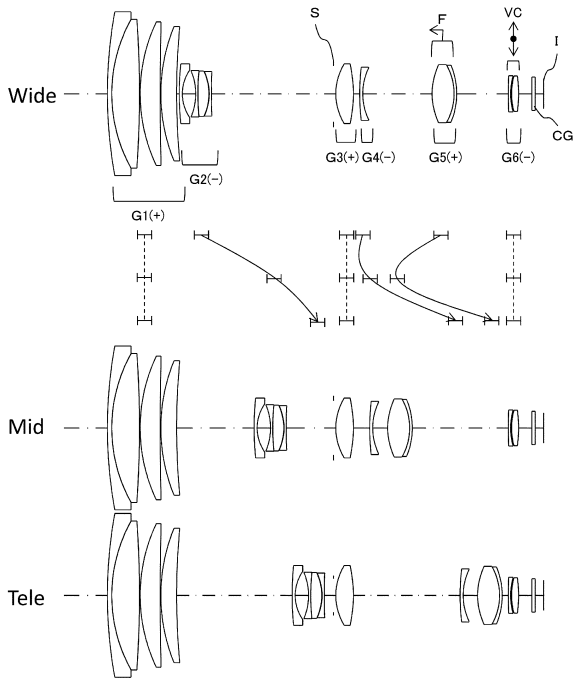 S
F
VC
I
Wide
CG
G3(+) G4(-) G5(+) G6(-)
G2(-)
G1(+)
Mid
Tele